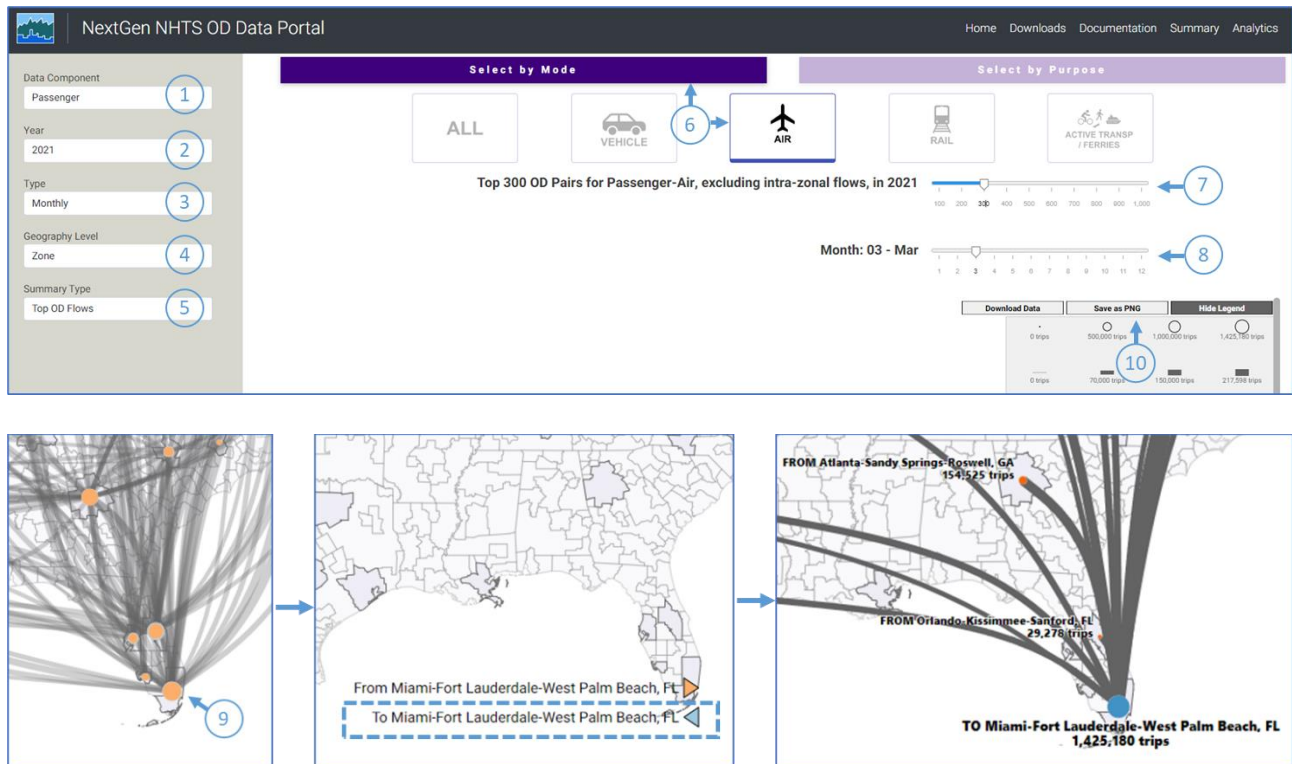 NextGen NHTS OD Data Portal
Home Downloads Documentation Summary Analytics
Data Component
Passenger
1
Year
2021
2
Type
Monthly
3
Geography Level
Zone
4
Summary Type
Top OD Flows
5
Select by Mode
Select by Purpose
6
ALL
VEHICLE
AIR
RAIL
ACTIVE TRANSP
/ FERRIES
Top 300 OD Pairs for Passenger-Air, excluding intra-zonal flows, in 2021
100 200 300 400 500 600 700 800 900 1,000
7
Month: 03 - Mar
1 2 3 4 5 6 7 8 9 10 11 12
8
Download Data
Save as PNG
Hide Legend
0 trips
500,000 trips
1,000,000 trips
1,425,180 trips
10
0 trips
70,000 trips
150,000 trips
217,598 trips
9
From Miami-Fort Lauderdale-West Palm Beach, FL
To Miami-Fort Lauderdale-West Palm Beach, FL
FROM Atlanta-Sandy Springs-Roswell, GA
154,525 trips
FROM Orlando-Kissimmee-Sanford, FL
29,278 trips
TO Miami-Fort Lauderdale-West Palm Beach, FL
1,425,180 trips